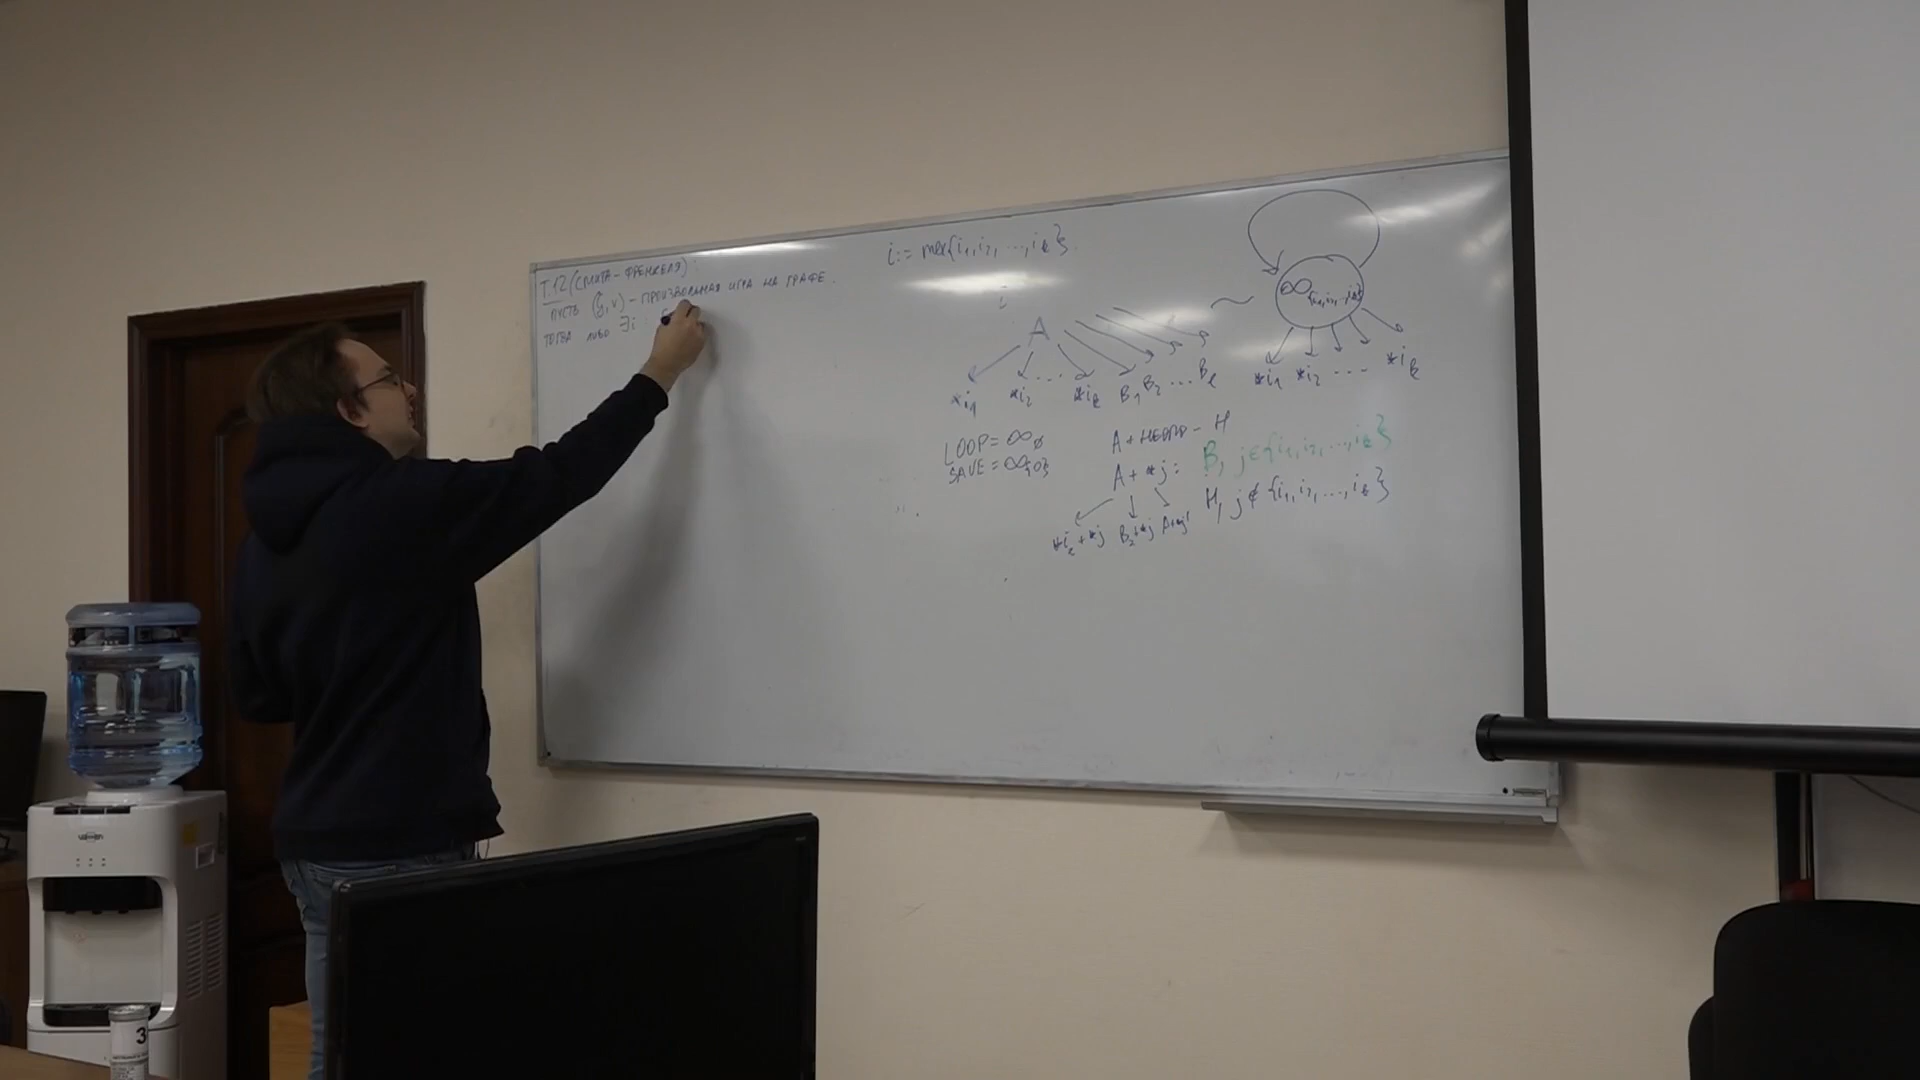 Т.12 (СМИТА - ФРЕНКЕЛЯ):
ПУСТЬ (G, v) - ПРОИЗВОЛЬНАЯ ИГРА НА ГРАФЕ.
ТОГДА ЛИБО ∃i
i := mex{i₁, i₂, ..., iₖ}.
i
A
*i₁ *i₂ ... *iₖ B₁ B₂ ... Bₗ
~
∞{i₁, i₂, ..., iₖ}
*i₁ *i₂ ... *iₖ
LOOP = ∞∅
SAVE = ∞{0}
A + *j:
B, j∈{i₁, i₂, ..., iₖ}
H, j∉{i₁, i₂, ..., iₖ}
3